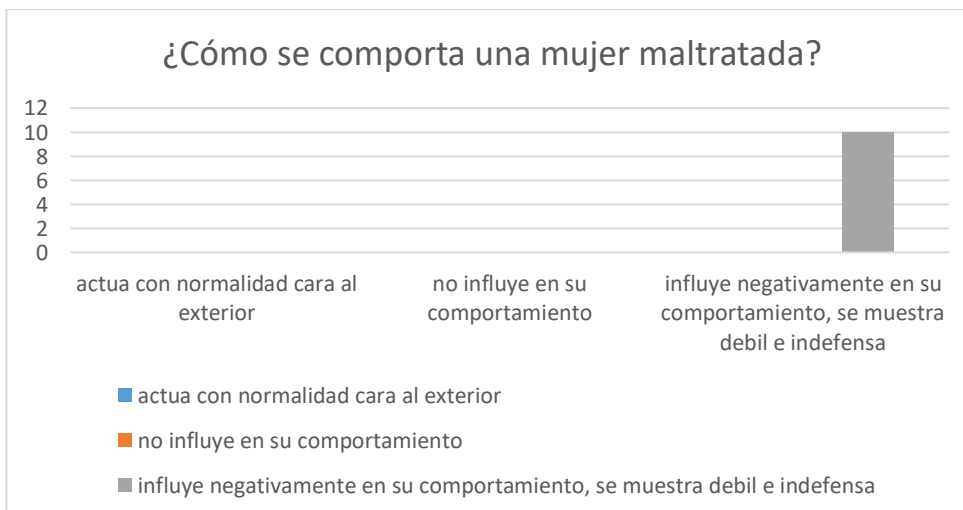 ¿Cómo se comporta una mujer maltratada?
12
10
8
6
4
2
0
actua con normalidad cara al
exterior
no influye en su
comportamiento
influye negativamente en su
comportamiento, se muestra
debil e indefensa
actua con normalidad cara al exterior
no influye en su comportamiento
influye negativamente en su comportamiento, se muestra debil e indefensa